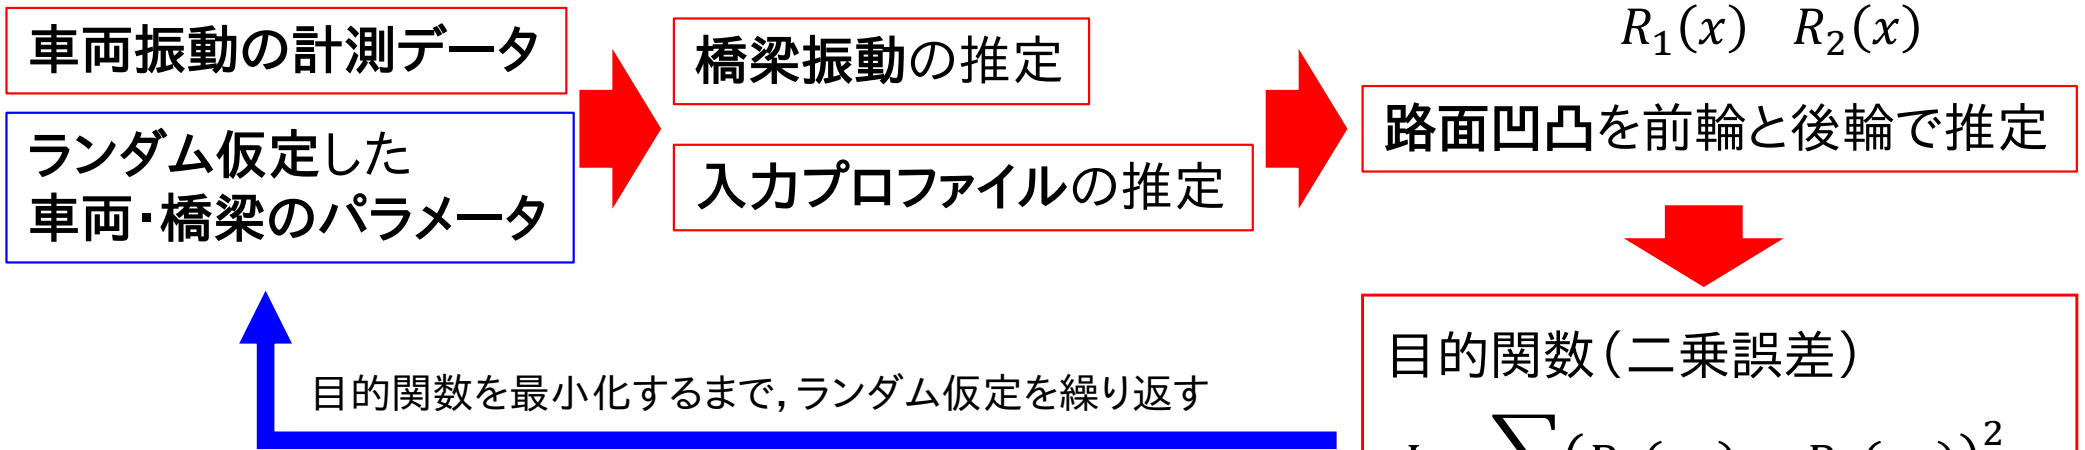 車両振動の計測データ
ランダム仮定した
車両・橋梁のパラメータ
橋梁振動の推定
入力プロファイルの推定
R₁(x) R₂(x)
路面凹凸を前輪と後輪で推定
目的関数(二乗誤差)
目的関数を最小化するまで,ランダム仮定を繰り返す